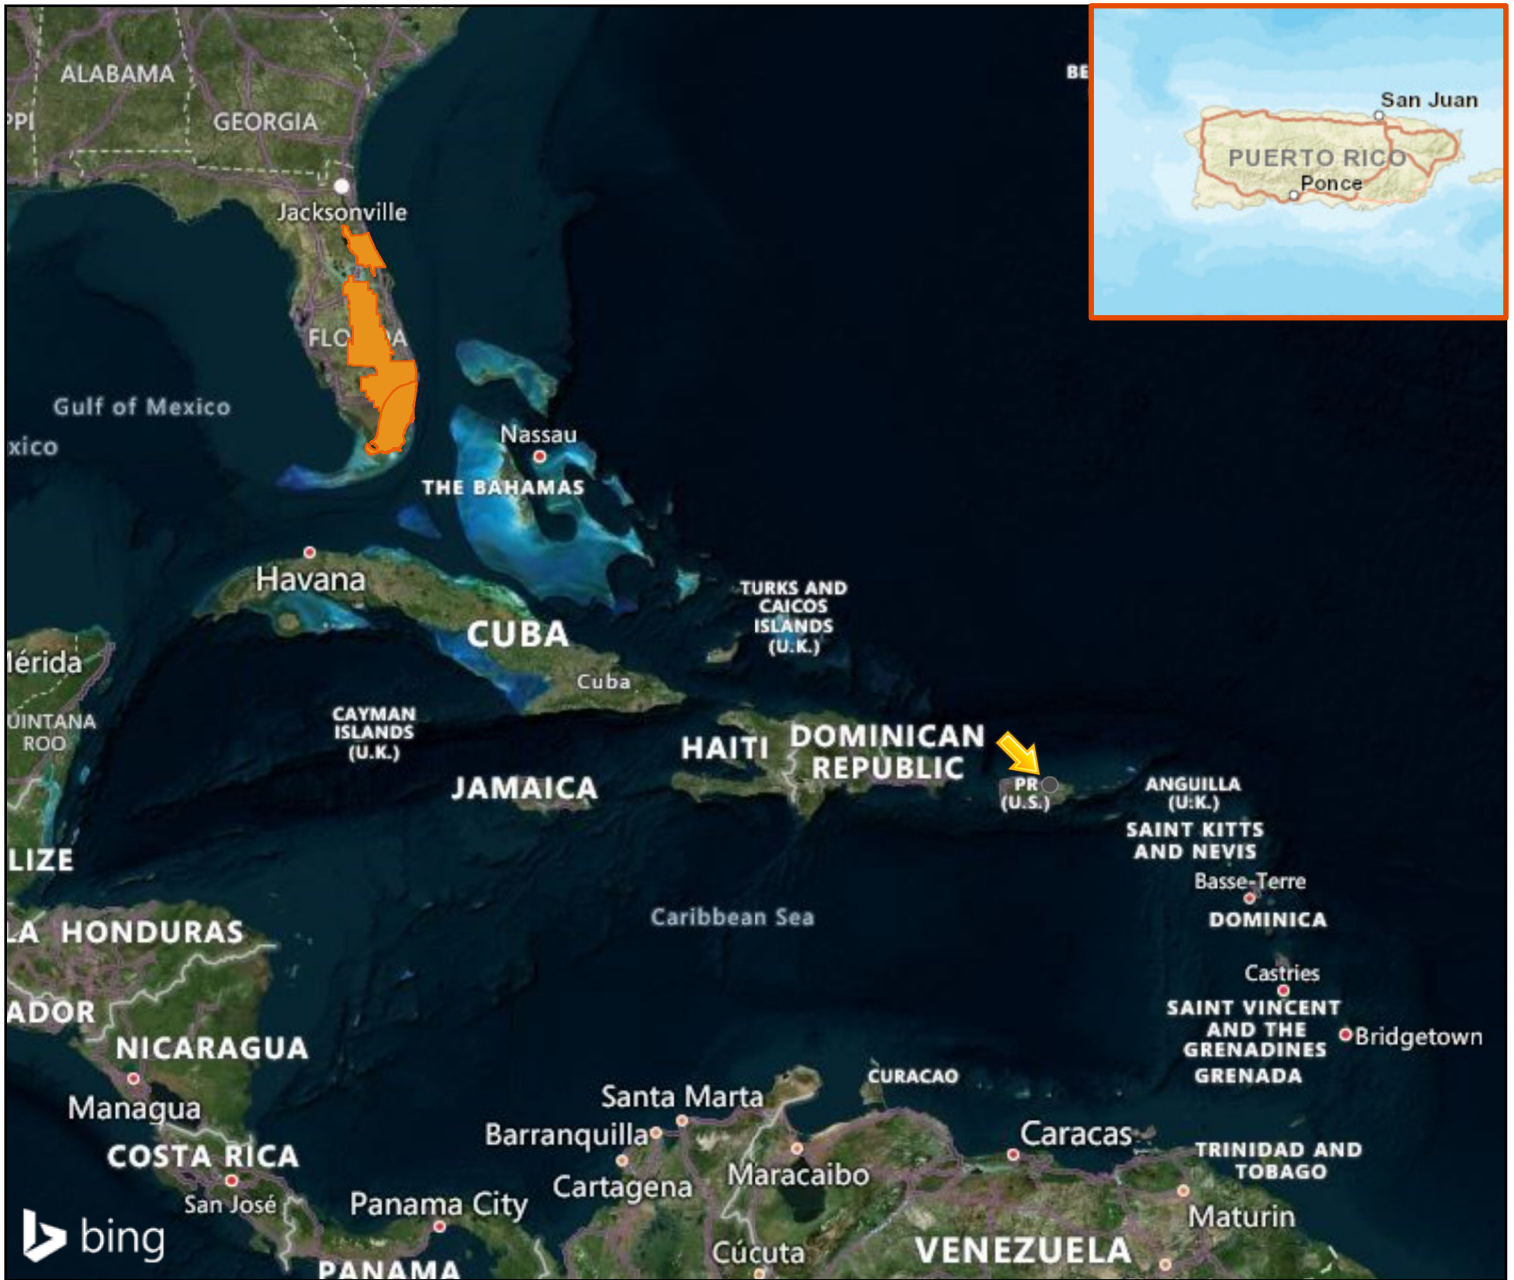 ALABAMA
GEORGIA
PPI
BE
Jacksonville
San Juan
PUERTO RICO
Ponce
Gulf of Mexico
xico
Nassau
THE BAHAMAS
Havana
CUBA
Cuba
TURKS AND
CAICOS
ISLANDS
(U.K.)
Mérida
UINTANA
ROO
CAYMAN
ISLANDS
(U.K.)
HAITI
DOMINICAN
REPUBLIC
JAMAICA
PR
(U.S.)
ANGUILLA
(U.K.)
SAINT KITTS
AND NEVIS
LIZE
Basse-Terre
DOMINICA
Caribbean Sea
LA HONDURAS
Castries
ADOR
SAINT VINCENT
AND THE
GRENADINES
GRENADA
Bridgetown
NICARAGUA
Managua
CURACAO
Santa Marta
Barranquilla
Cartagena
Maracaibo
Caracas
TRINIDAD AND
TOBAGO
COSTA RICA
San José
Panama City
Maturin
bing
Cúcuta
VENEZUELA
PANAMA